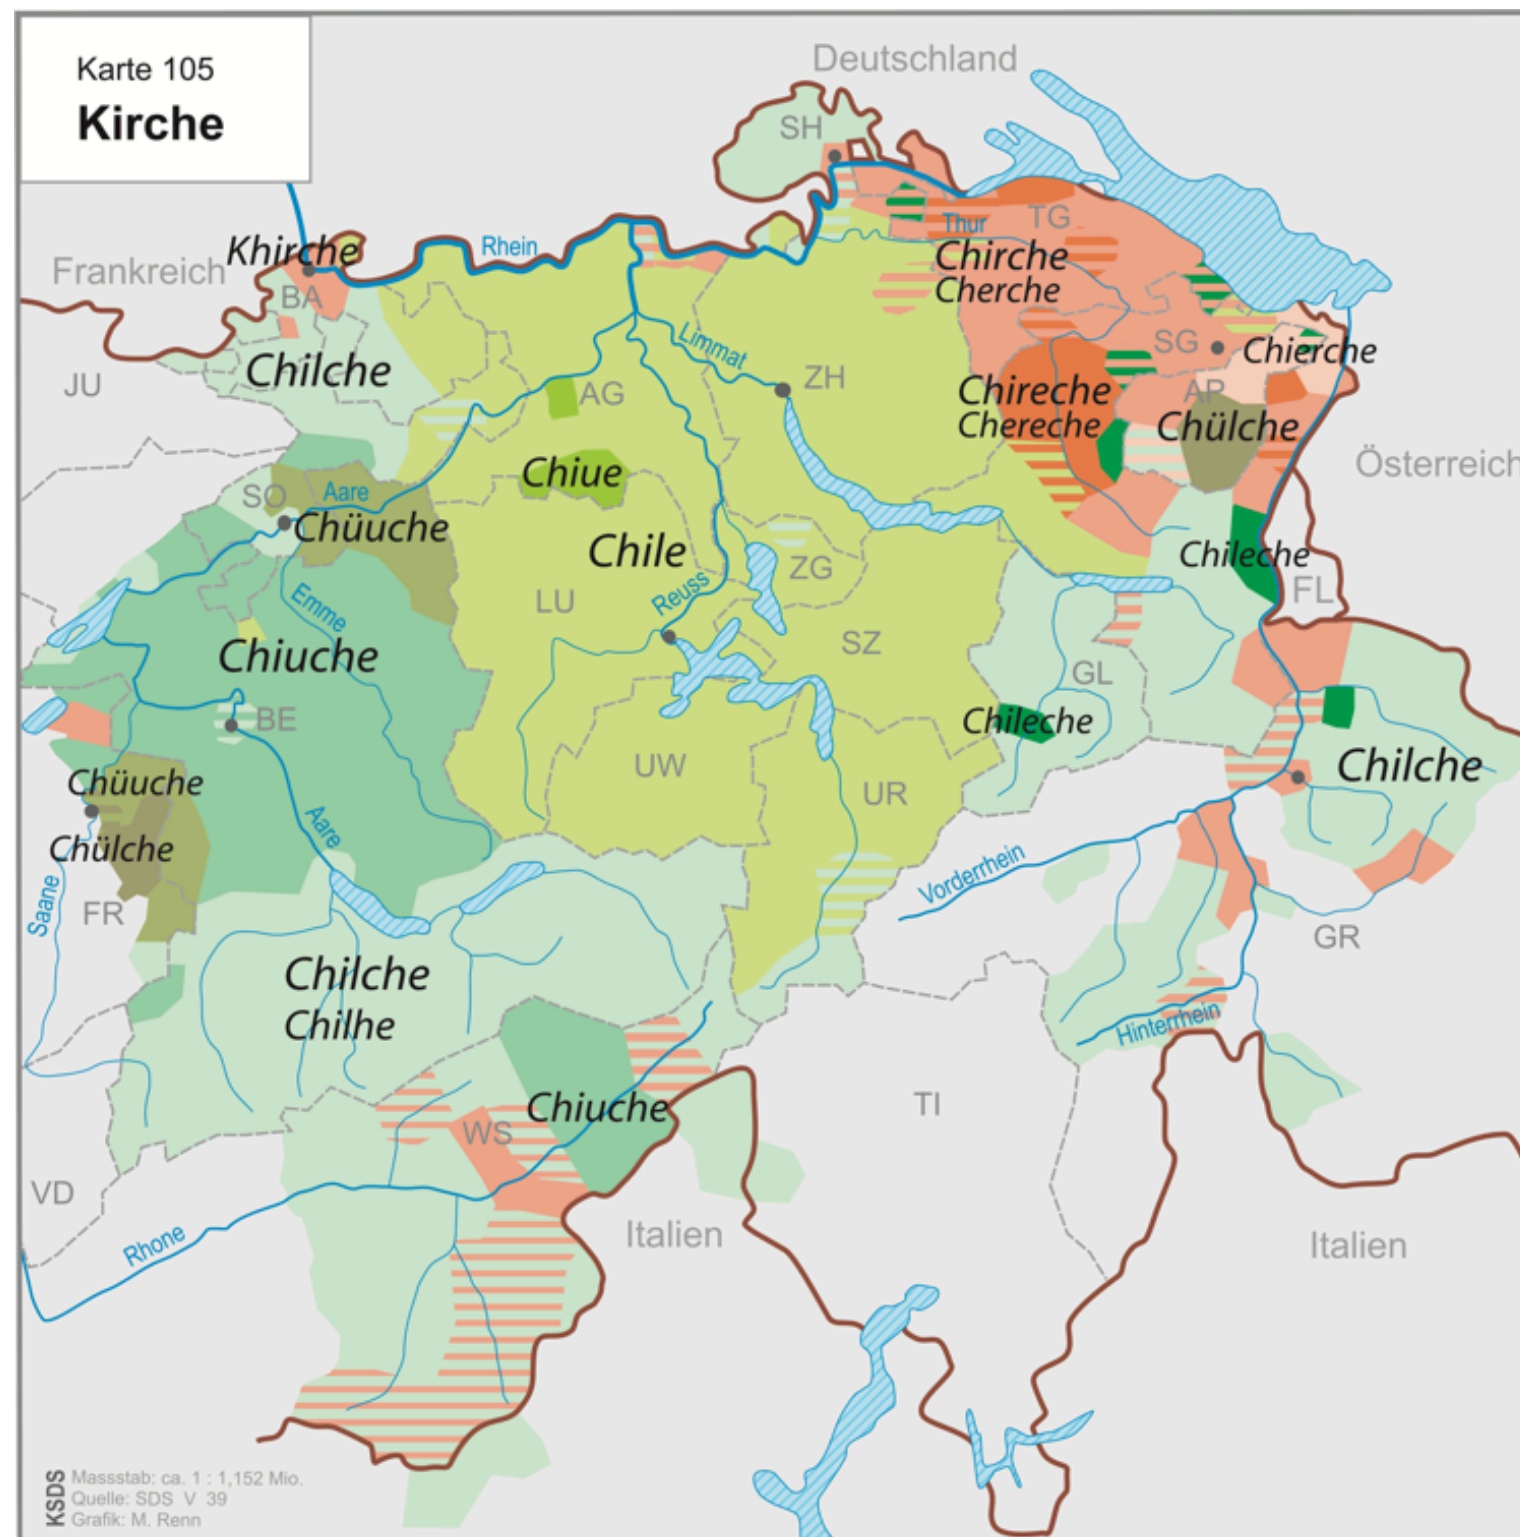 Karte 105
Kirche
Deutschland
SH
Rhein
TG
Thur
Khirche
Frankreich
BA
Chirche
Cherche
Limmat
SG
Chierche
Chilche
JU
ZH
AG
AP
Chireche
Chereche
Chülche
Österreich
Chiue
SO
Aare
Chüuche
Chile
Chileche
ZG
FL
Reuss
LU
Emme
SZ
Chiuche
GL
BE
Chileche
UW
Chilche
Chüuche
UR
Aare
Chülche
Vorderrhein
Saane
FR
GR
Chilche
Chilhe
Hinterrhein
Chiuche
TI
WS
VD
Rhone
Italien
Italien
KSDS
Massstab: ca. 1 : 1,152 Mio.
Quelle: SDS V 39
Grafik: M. Renn